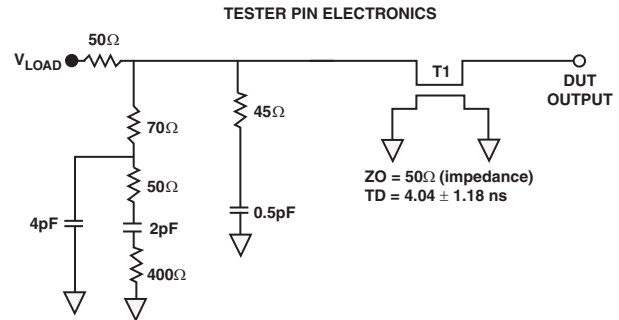 TESTER PIN ELECTRONICS
50Ω
V_LOAD
T1
DUT
OUTPUT
70Ω
45Ω
50Ω
ZO = 50Ω (impedance)
TD = 4.04 ± 1.18 ns
4pF
2pF
0.5pF
400Ω